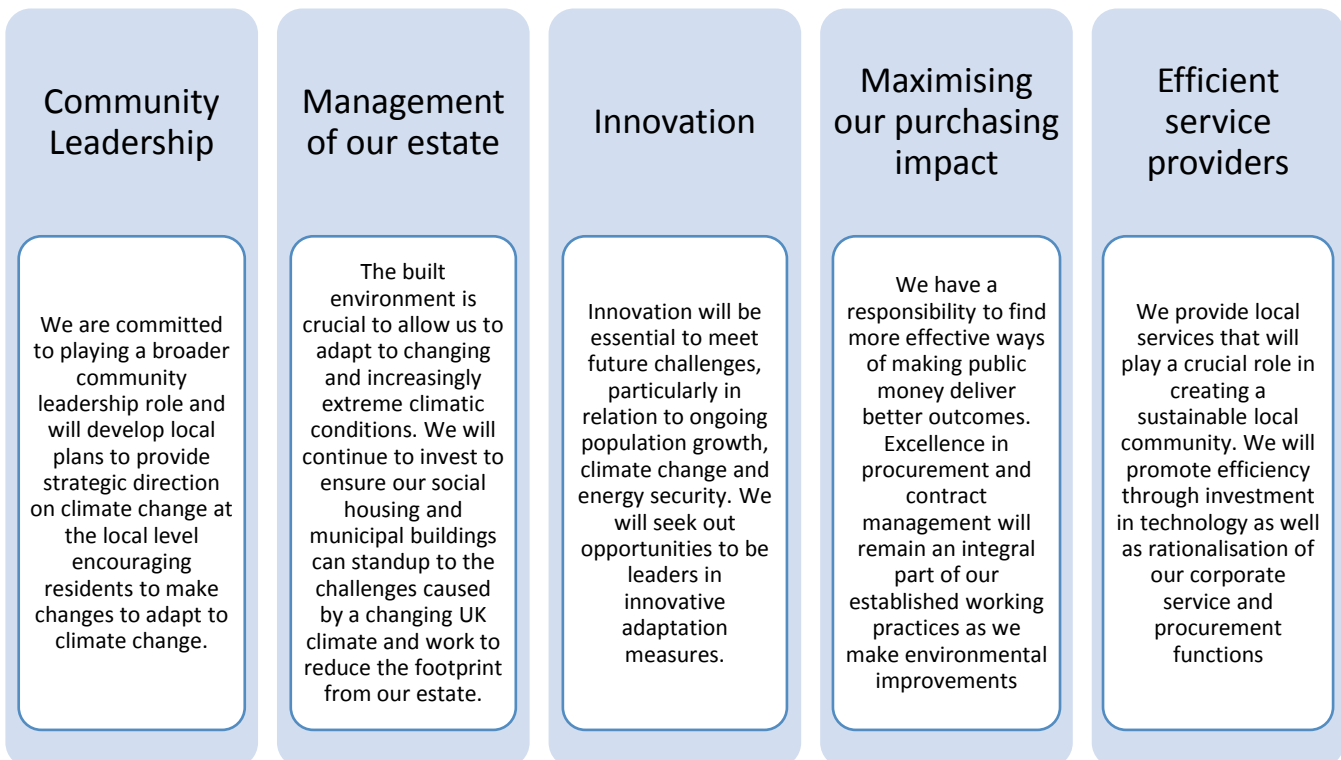 Community
Leadership
We are committed
to playing a broader
community
leadership role and
will develop local
plans to provide
strategic direction
on climate change at
the local level
encouraging
residents to make
changes to adapt to
climate change.
Management
of our estate
The built
environment is
crucial to allow us to
adapt to changing
and increasingly
extreme climatic
conditions. We will
continue to invest to
ensure our social
housing and
municipal buildings
can standup to the
challenges caused
by a changing UK
climate and work to
reduce the footprint
from our estate.
Innovation
Innovation will be
essential to meet
future challenges,
particularly in
relation to ongoing
population growth,
climate change and
energy security. We
will seek out
opportunities to be
leaders in
innovative
adaptation
measures.
Maximising
our purchasing
impact
We have a
responsibility to find
more effective ways
of making public
money deliver
better outcomes.
Excellence in
procurement and
contract
management will
remain an integral
part of our
established working
practices as we
make environmental
improvements
Efficient
service
providers
We provide local
services that will
play a crucial role in
creating a
sustainable local
community. We will
promote efficiency
through investment
in technology as well
as rationalisation of
our corporate
service and
procurement
functions